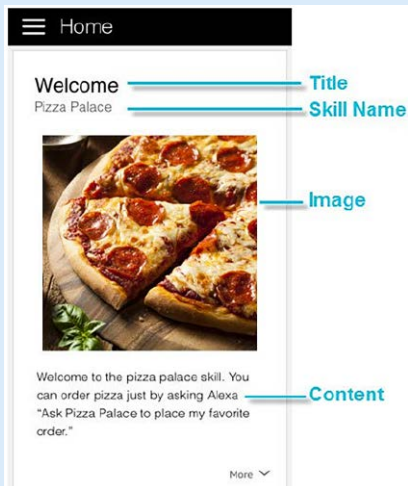 Home
Welcome
Title
Pizza Palace
Skill Name
Image
Welcome to the pizza palace skill. You
can order pizza just by asking Alexa
Content
“Ask Pizza Palace to place my favorite
order.”
More